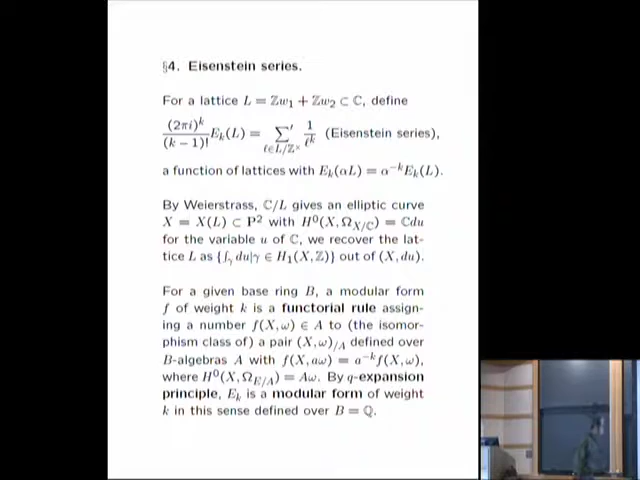 §4. Eisenstein series.
For a lattice L = ℤw₁ + ℤw₂ ⊂ ℂ, define
(2πi)^k/(k − 1)! E_k(L) = ∑'_{ℓ∈L/ℤ^×} 1/ℓ^k (Eisenstein series),
a function of lattices with E_k(αL) = α^{−k}E_k(L).
By Weierstrass, ℂ/L gives an elliptic curve
X = X(L) ⊂ P² with H⁰(X, Ω_{X/ℂ}) = ℂdu
for the variable u of ℂ, we recover the lat-
tice L as {∫_γ du|γ ∈ H₁(X, ℤ)} out of (X, du).
For a given base ring B, a modular form
f of weight k is a functorial rule assign-
ing a number f(X, ω) ∈ A to (the isomor-
phism class of) a pair (X, ω)_{/A} defined over
B-algebras A with f(X, aω) = a^{−k}f(X, ω),
where H⁰(X, Ω_{E/A}) = Aω. By q-expansion
principle, E_k is a modular form of weight
k in this sense defined over B = ℚ.